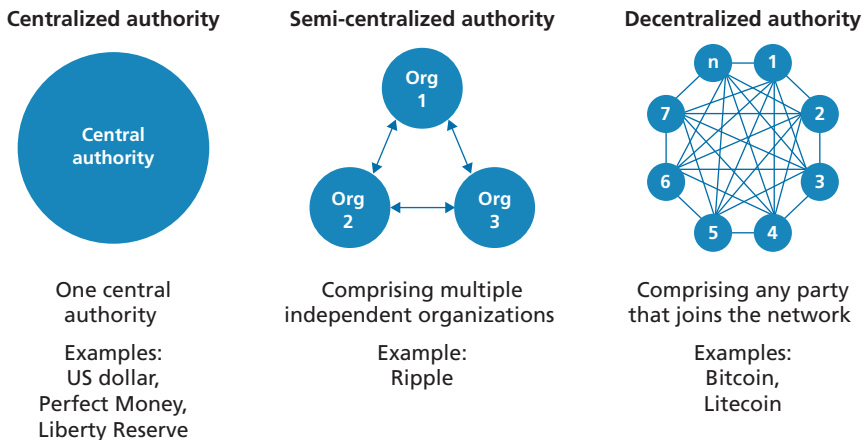 Centralized authority
Central
authority
One central
authority
Examples:
US dollar,
Perfect Money,
Liberty Reserve
Semi-centralized authority
Org
1
Org
2
Org
3
Comprising multiple
independent organizations
Example:
Ripple
Decentralized authority
n
1
7
2
6
3
5
4
Comprising any party
that joins the network
Examples:
Bitcoin,
Litecoin